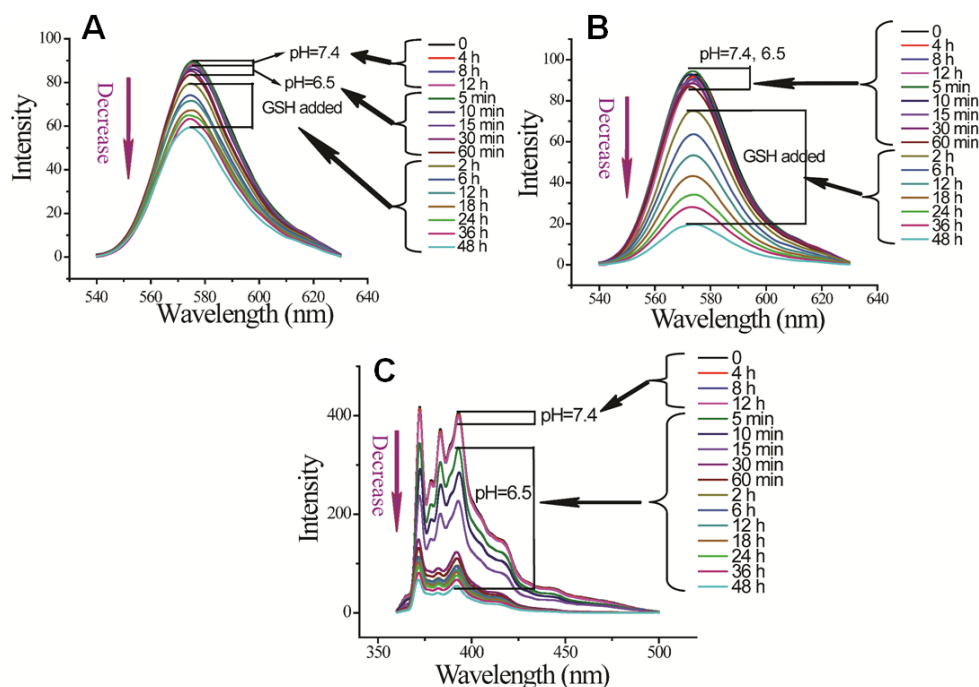 A
100
80
60
40
20
0
540
560
580
600
620
640
Intensity
Wavelength (nm)
Decrease
pH=7.4
pH=6.5
GSH added
0
4 h
8 h
12 h
5 min
10 min
15 min
30 min
60 min
2 h
6 h
12 h
18 h
24 h
36 h
48 h
B
100
80
60
40
20
0
540
560
580
600
620
640
Intensity
Wavelength (nm)
Decrease
pH=7.4, 6.5
GSH added
0
4 h
8 h
12 h
5 min
10 min
15 min
30 min
60 min
2 h
6 h
12 h
18 h
24 h
36 h
48 h
C
400
200
0
350
400
450
500
Intensity
Wavelength (nm)
Decrease
pH=7.4
pH=6.5
0
4 h
8 h
12 h
5 min
10 min
15 min
30 min
60 min
2 h
6 h
12 h
18 h
24 h
36 h
48 h